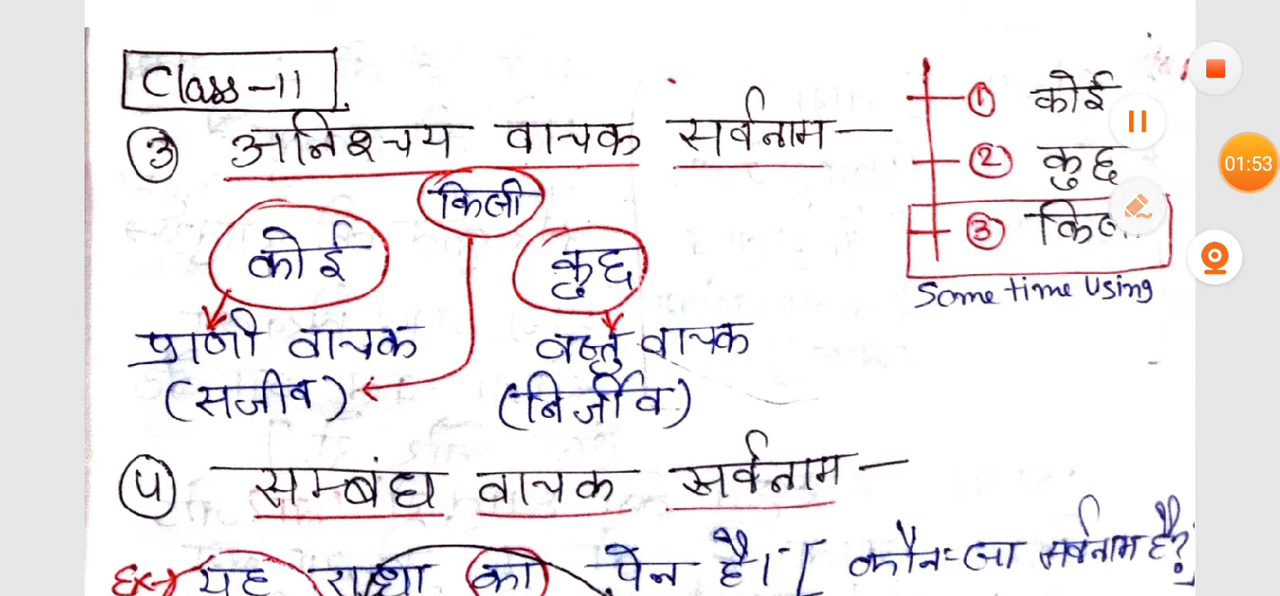 Class-11
③ अनिश्चय वाचक सर्वनाम—
① कोई
② कुछ
③
Some time Using
किसी
कोई
कुछ
प्राणी वाचक
(सजीव)
वस्तु वाचक
(निर्जीव)
01:53
सम्बंध वाचक सर्वनाम—
Ex→ यह राधा का पेन है। - [ कौन-सा सर्वनाम है?]